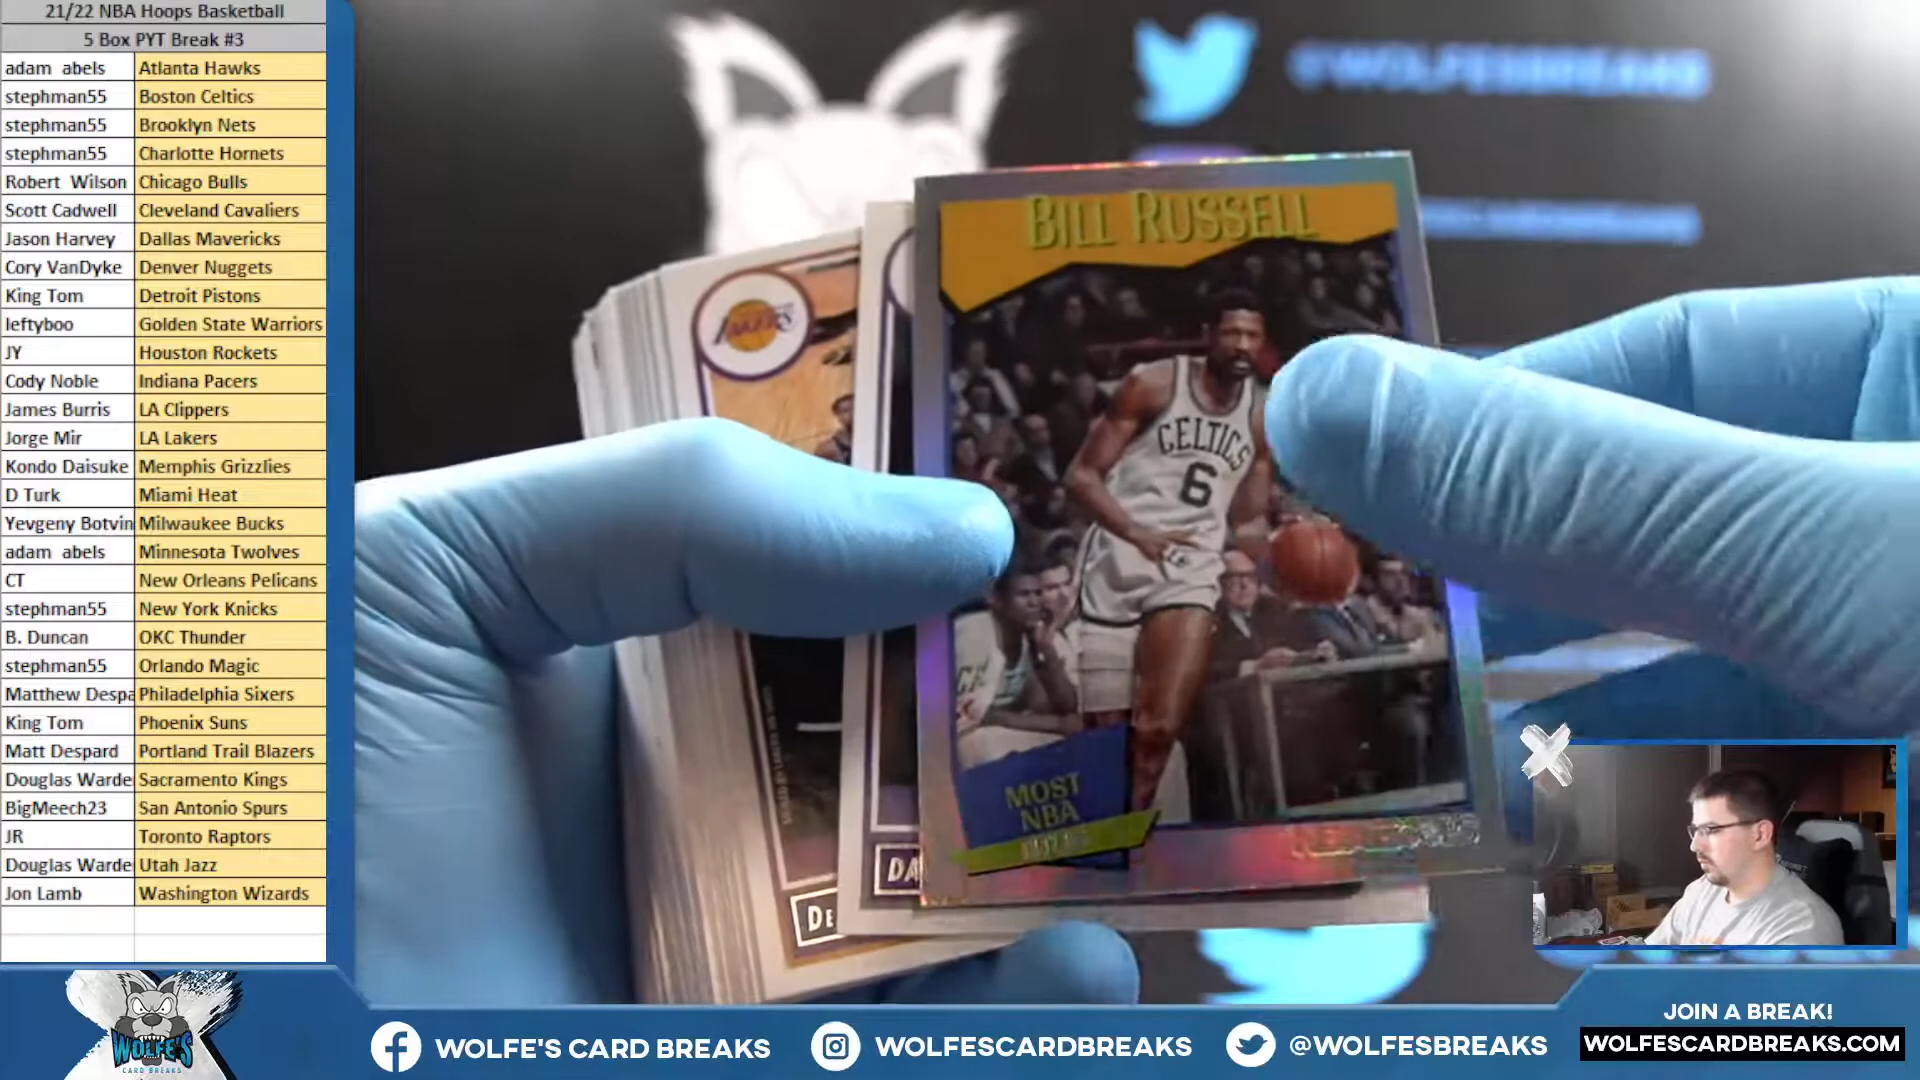 21/22 NBA Hoops Basketball
5 Box PYT Break #3
adam abels Atlanta Hawks
stephman55 Boston Celtics
stephman55 Brooklyn Nets
stephman55 Charlotte Hornets
Robert Wilson Chicago Bulls
Scott Cadwell Cleveland Cavaliers
Jason Harvey Dallas Mavericks
Cory VanDyke Denver Nuggets
King Tom Detroit Pistons
leftyboo Golden State Warriors
JY Houston Rockets
Cody Noble Indiana Pacers
James Burris LA Clippers
Jorge Mir LA Lakers
Kondo Daisuke Memphis Grizzlies
D Turk Miami Heat
Yevgeny Botvin Milwaukee Bucks
adam abels Minnesota Twolves
CT New Orleans Pelicans
stephman55 New York Knicks
B. Duncan OKC Thunder
stephman55 Orlando Magic
Matthew Despa Philadelphia Sixers
King Tom Phoenix Suns
Matt Despard Portland Trail Blazers
Douglas Warde Sacramento Kings
BigMeech23 San Antonio Spurs
JR Toronto Raptors
Douglas Warde Utah Jazz
Jon Lamb Washington Wizards
@WOLFESBREAKS
BILL RUSSELL
LAKERS
CELTICS
6
MOST
NBA
DA
DE
WOLFE'S
CARD BREAKS
WOLFE'S CARD BREAKS
WOLFESCARDBREAKS
@WOLFESBREAKS
JOIN A BREAK!
WOLFESCARDBREAKS.COM